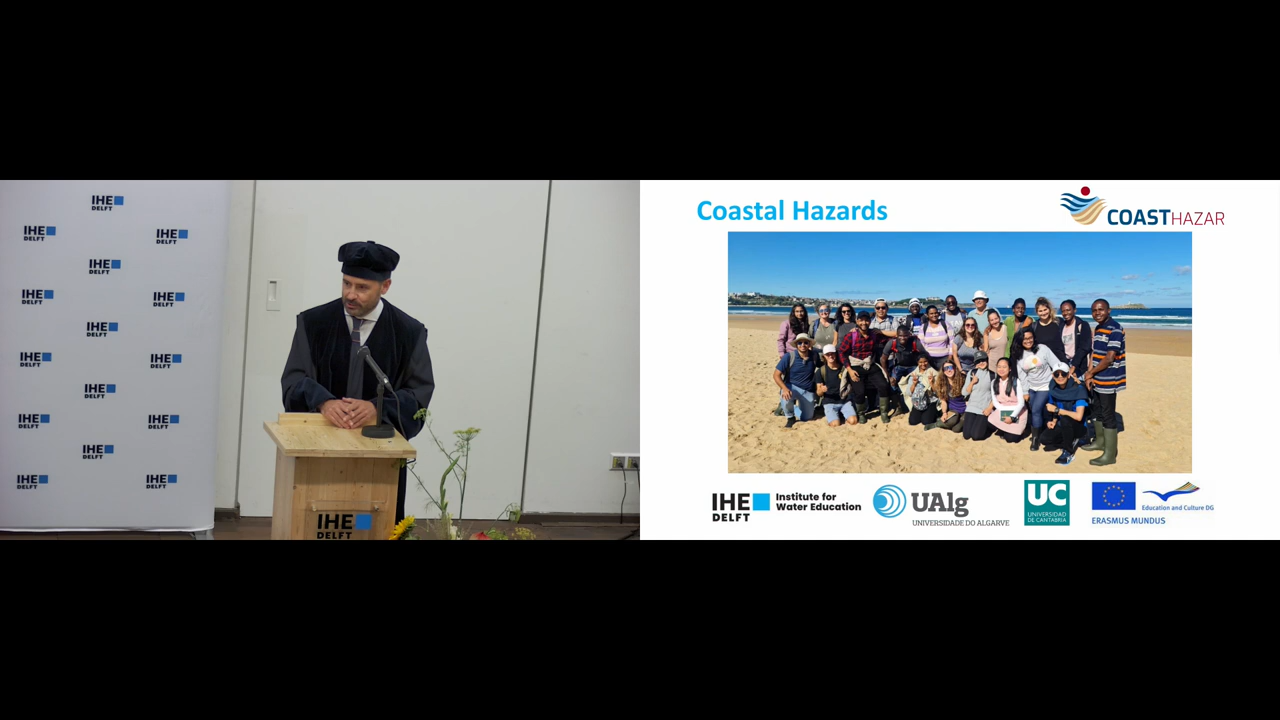 IHE
DELFT
IHE
DELFT
IHE
DELFT
IHE
DELFT
IHE
DELFT
IHE
DELFT
IHE
DELFT
IHE
DELFT
IHE
DELFT
IHE
DELFT
IHE
DELFT
IHE
DELFT
IHE
DELFT
IHE
DELFT
IHE
DELFT
IHE
DELFT
Coastal Hazards
COASTHAZAR
IHE
DELFT
Institute for
Water Education
UAlg
UNIVERSIDADE DO ALGARVE
UC
UNIVERSIDAD
DE CANTABRIA
Education and Culture DG
ERASMUS MUNDUS